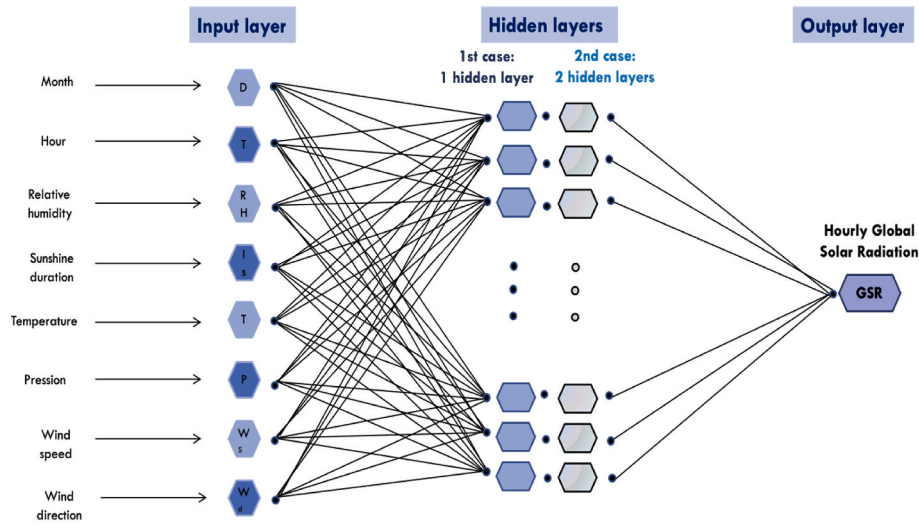 Input layer
Hidden layers
Output layer
1st case:
1 hidden layer
2nd case:
2 hidden layers
Month
D
Hour
T
Relative
humidity
R
H
Sunshine
duration
I
s
Temperature
T
Pression
P
Wind
speed
W
s
Wind
direction
W
d
Hourly Global
Solar Radiation
GSR